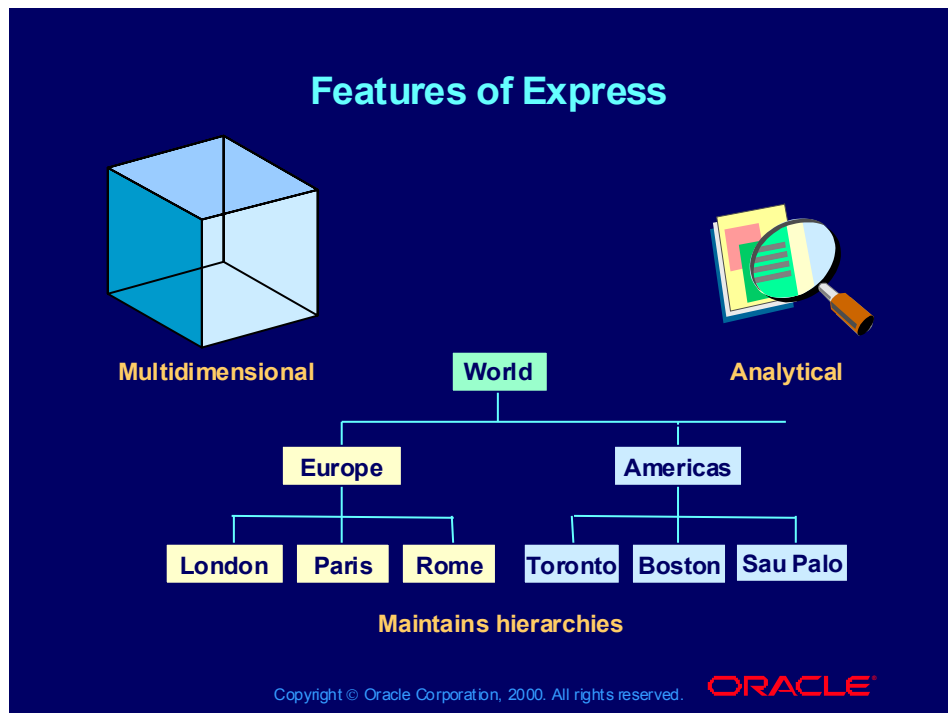 Features of Express
Multidimensional
World
Analytical
Europe
Americas
London
Paris
Rome
Toronto
Boston
Sau Palo
Maintains hierarchies
Copyright © Oracle Corporation, 2000. All rights reserved.
ORACLE®